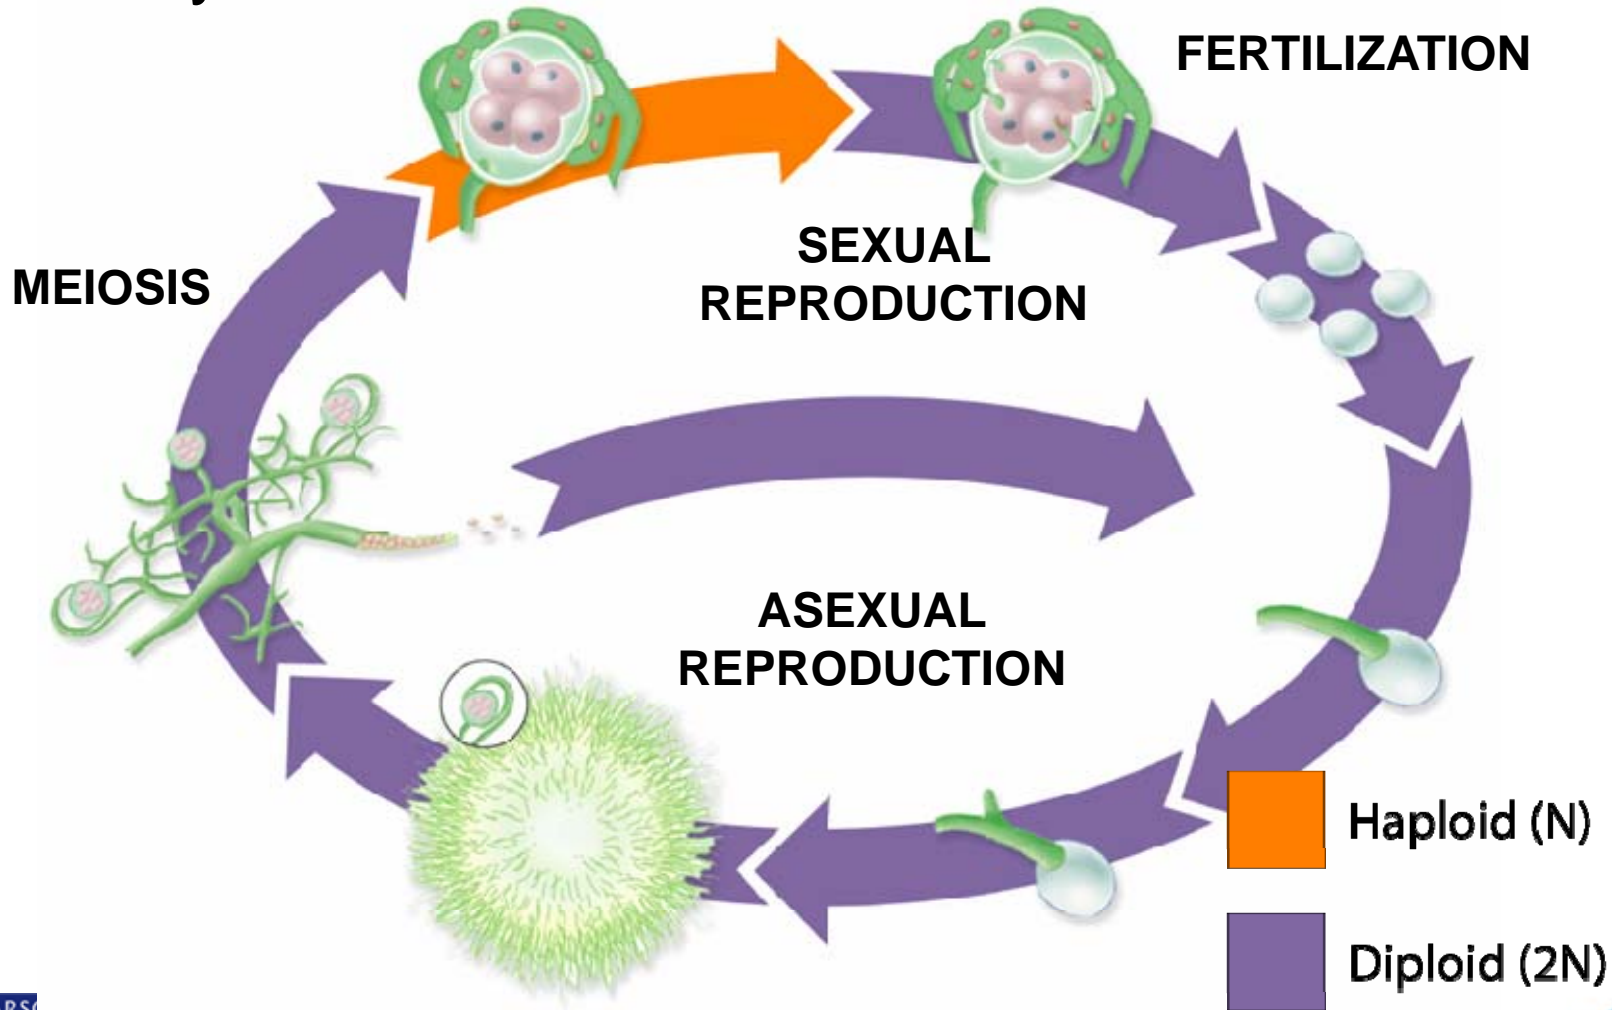 FERTILIZATION
MEIOSIS
SEXUAL
REPRODUCTION
ASEXUAL
REPRODUCTION
Haploid (N)
Diploid (2N)